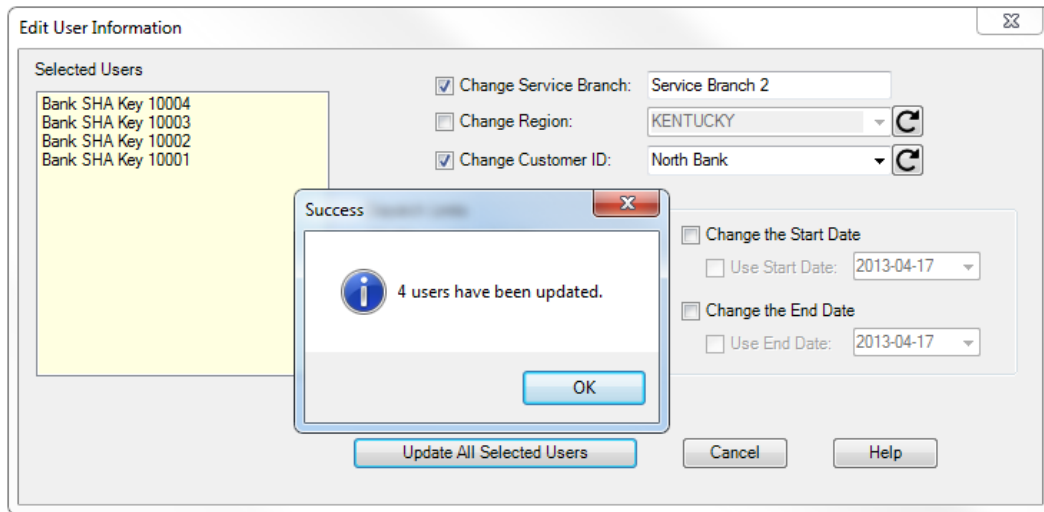 Edit User Information
Selected Users
Bank SHA Key 10004
Bank SHA Key 10003
Bank SHA Key 10002
Bank SHA Key 10001
Change Service Branch: Service Branch 2
Change Region: KENTUCKY
Change Customer ID: North Bank
Success
4 users have been updated.
OK
Change the Start Date
Use Start Date: 2013-04-17
Change the End Date
Use End Date: 2013-04-17
Update All Selected Users Cancel Help